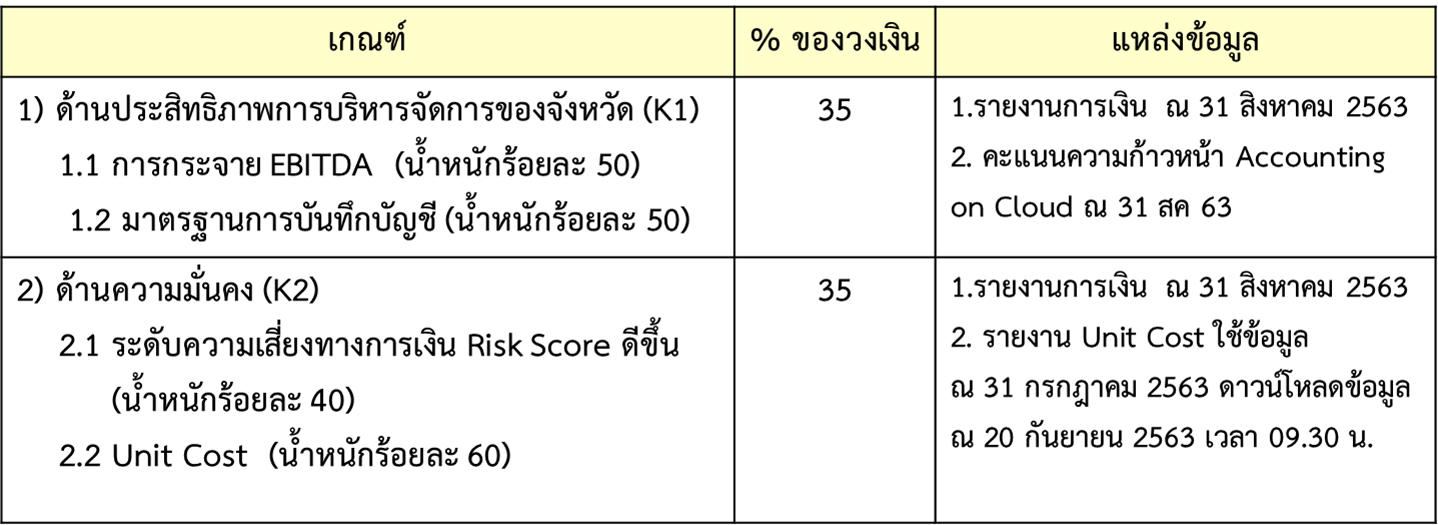 เกณฑ์
% ของวงเงิน
แหล่งข้อมูล
1) ด้านประสิทธิภาพการบริหารจัดการของจังหวัด (K1)
1.1 การกระจาย EBITDA (น้ำหนักร้อยละ 50)
1.2 มาตรฐานการบันทึกบัญชี (น้ำหนักร้อยละ 50)
35
1.รายงานการเงิน ณ 31 สิงหาคม 2563
2. คะแนนความก้าวหน้า Accounting
on Cloud ณ 31 สค 63
2) ด้านความมั่นคง (K2)
2.1 ระดับความเสี่ยงทางการเงิน Risk Score ดีขึ้น
(น้ำหนักร้อยละ 40)
2.2 Unit Cost (น้ำหนักร้อยละ 60)
35
1.รายงานการเงิน ณ 31 สิงหาคม 2563
2. รายงาน Unit Cost ใช้ข้อมูล
ณ 31 กรกฎาคม 2563 ดาวน์โหลดข้อมูล
ณ 20 กันยายน 2563 เวลา 09.30 น.